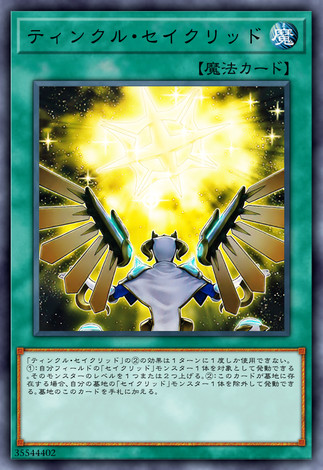 ティンクル・セイクリッド
魔
【魔法カード】
「ティンクル・セイクリッド」の②の効果は１ターンに１度しか使用できない。
①:自分フィールドの「セイクリッド」モンスター１体を対象として発動できる
。そのモンスターのレベルを１つまたは２つ上げる。②:このカードが墓地に存
在する場合、自分の墓地の「セイクリッド」モンスター１体を除外して発動でき
る。墓地のこのカードを手札に加える。
35544402